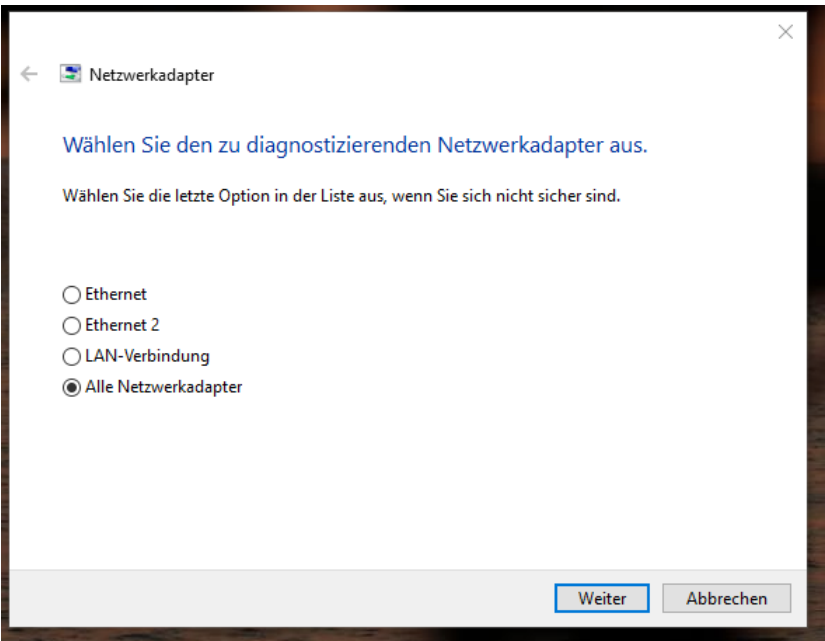 Netzwerkadapter
Wählen Sie den zu diagnostizierenden Netzwerkadapter aus.
Wählen Sie die letzte Option in der Liste aus, wenn Sie sich nicht sicher sind.
Ethernet
Ethernet 2
LAN-Verbindung
Alle Netzwerkadapter
Weiter Abbrechen